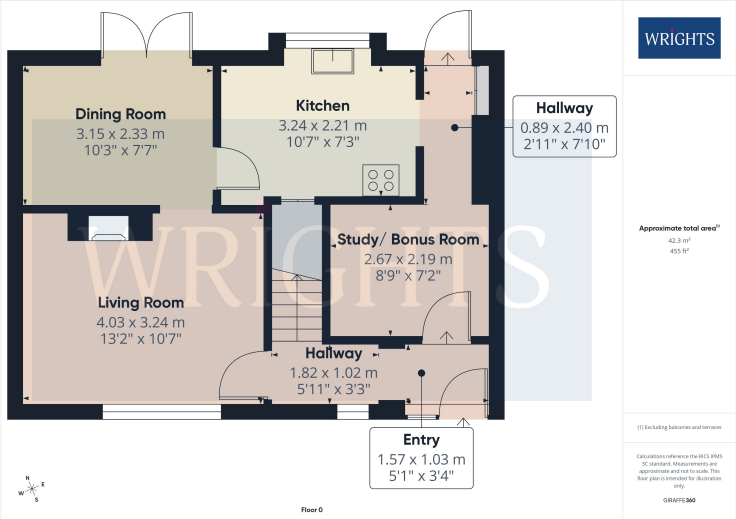 WRIGHTS
Dining Room
3.15 x 2.33 m
10'3" x 7'7"
Kitchen
3.24 x 2.21 m
10'7" x 7'3"
Hallway
0.89 x 2.40 m
2'11" x 7'10"
Study/ Bonus Room
2.67 x 2.19 m
8'9" x 7'2"
WRIGHTS
Living Room
4.03 x 3.24 m
13'2" x 10'7"
Hallway
1.82 x 1.02 m
5'11" x 3'3"
Entry
1.57 x 1.03 m
5'1" x 3'4"
N
E
W
S
Floor 0
Approximate total area⁽¹⁾
42.3 m²
455 ft²
(1) Excluding balconies and terraces
Calculations reference the RICS IPMS
3C standard. Measurements are
approximate and not to scale. This
floor plan is intended for illustration
only.
GIRAFFE360